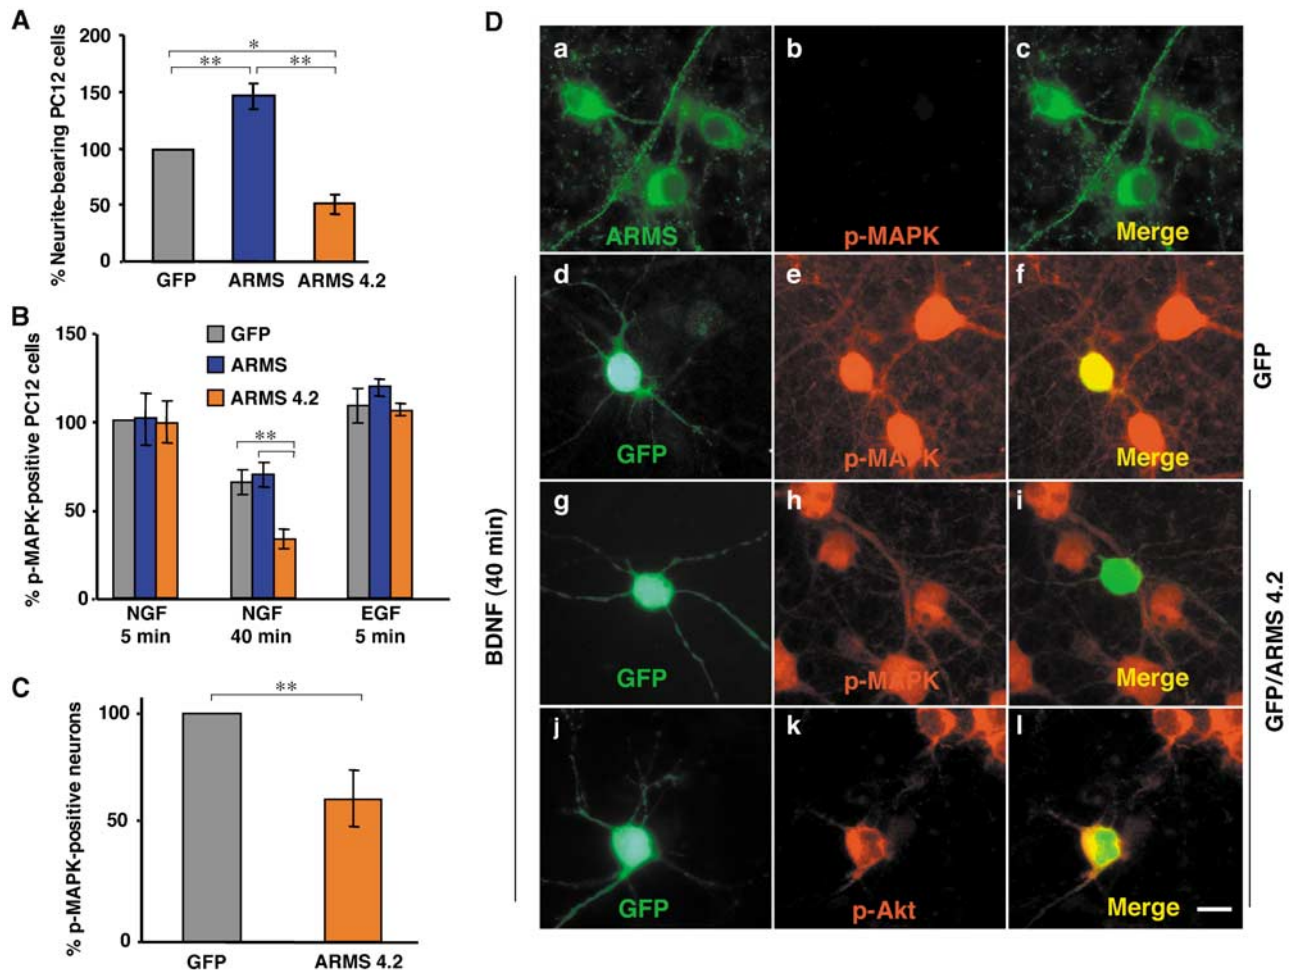 A
% Neurite-bearing PC12 cells
200
150
100
50
0
*
** **
GFP ARMS ARMS 4.2
B
% p-MAPK-positive PC12 cells
150
100
50
0
GFP
ARMS
ARMS 4.2
**
NGF
5 min
NGF
40 min
EGF
5 min
C
% p-MAPK-positive neurons
100
50
0
**
GFP ARMS 4.2
D
BDNF (40 min)
a
ARMS
b
p-MAPK
c
Merge
d
GFP
e
p-MAPK
f
Merge
g
GFP
h
p-MAPK
i
Merge
j
GFP
k
p-Akt
l
Merge
GFP
GFP/ARMS 4.2